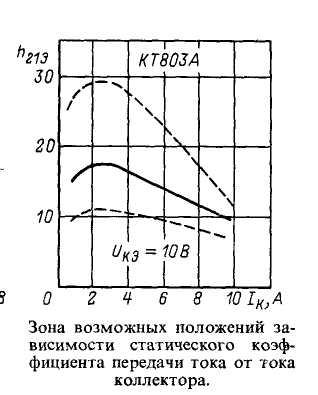 h21Э
КТ803А
30
20
10
UКЭ = 10В
0 2 4 6 8 10 IК, А
Зона возможных положений за-
висимости статического коэф-
фициента передачи тока от тока
коллектора.